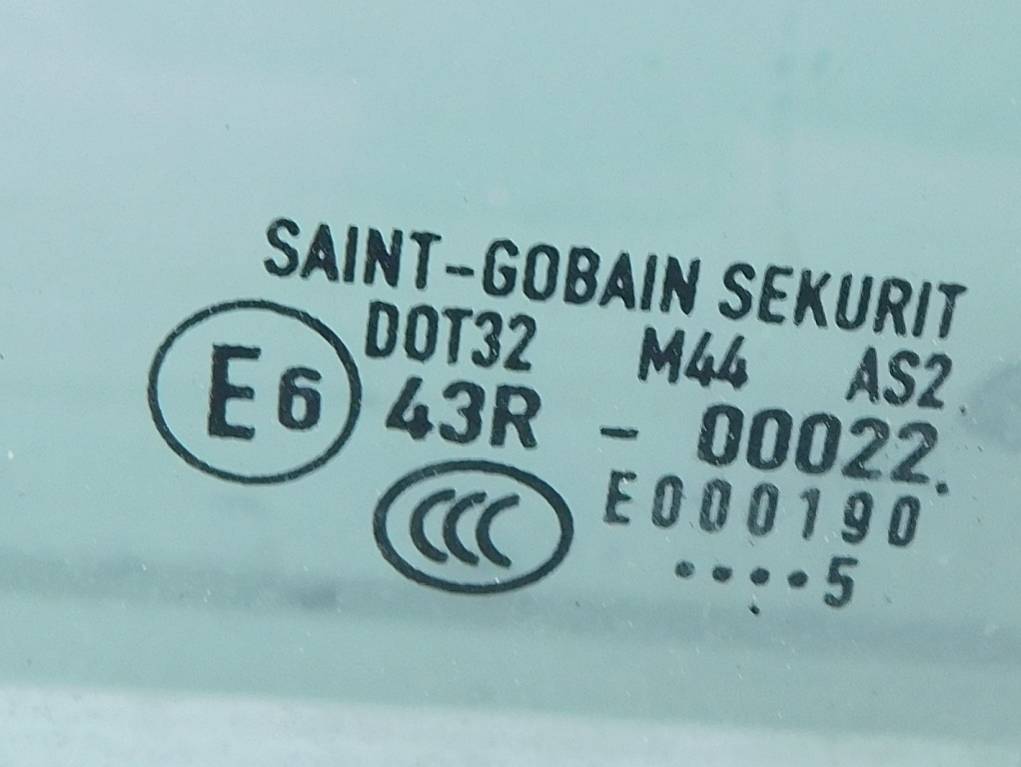 SAINT-GOBAIN SEKURIT
DOT32 M44 AS2
E6 43R - 00022
CCC E000190
....5